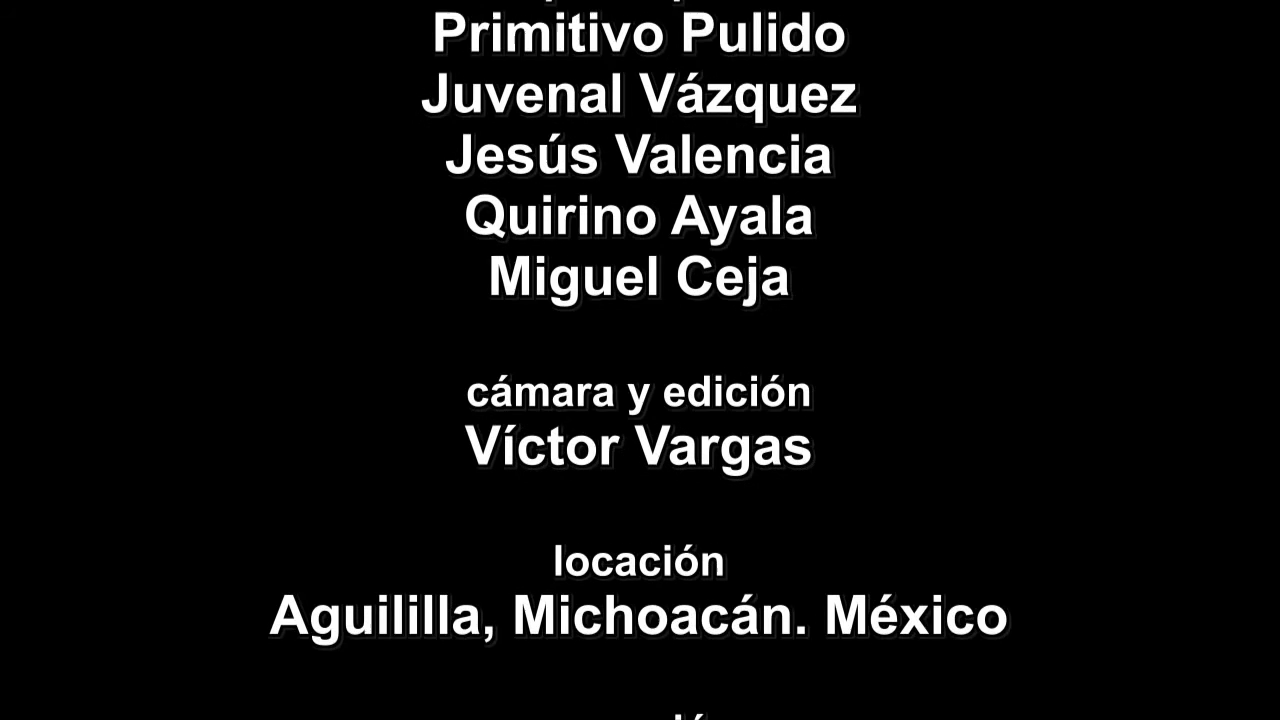 Primitivo Pulido
Juvenal Vázquez
Jesús Valencia
Quirino Ayala
Miguel Ceja
cámara y edición
Víctor Vargas
locación
Aguililla, Michoacán. México